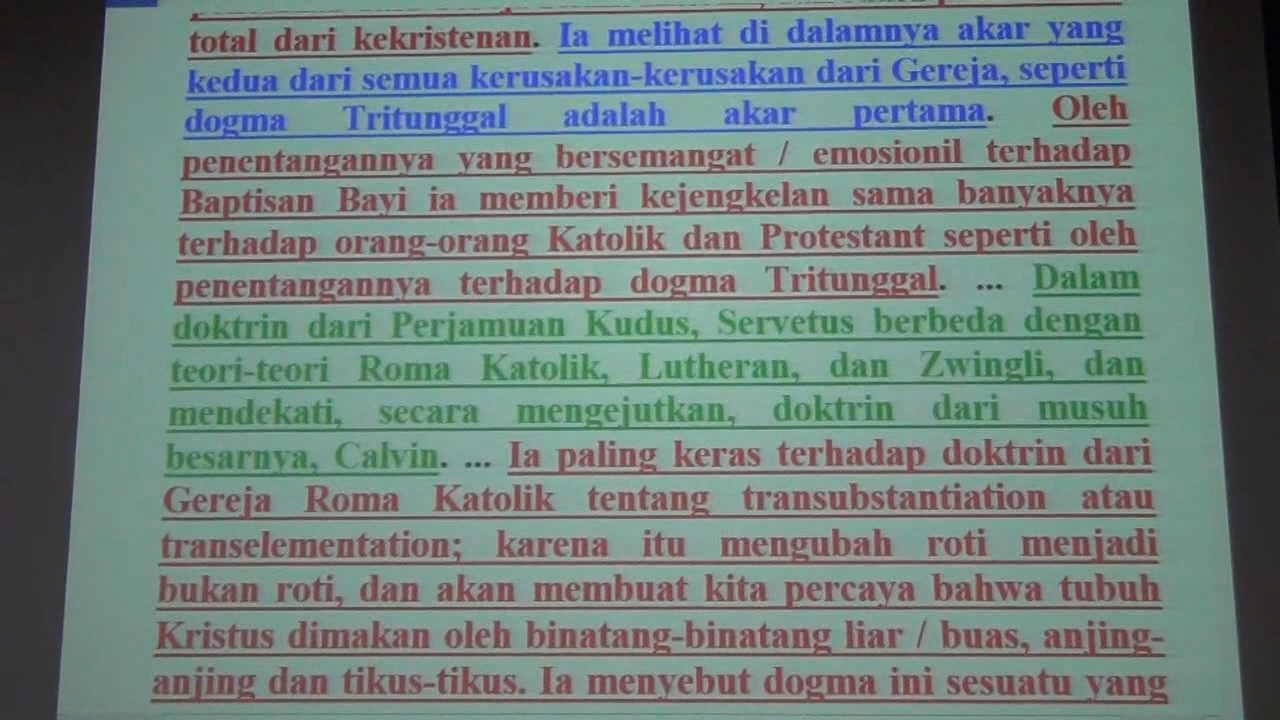 total dari kekristenan. Ia melihat di dalamnya akar yang
kedua dari semua kerusakan-kerusakan dari Gereja, seperti
dogma Tritunggal adalah akar pertama. Oleh
penentangannya yang bersemangat / emosionil terhadap
Baptisan Bayi ia memberi kejengkelan sama banyaknya
terhadap orang-orang Katolik dan Protestant seperti oleh
penentangannya terhadap dogma Tritunggal. ... Dalam
doktrin dari Perjamuan Kudus, Servetus berbeda dengan
teori-teori Roma Katolik, Lutheran, dan Zwingli, dan
mendekati, secara mengejutkan, doktrin dari musuh
besarnya, Calvin. ... Ia paling keras terhadap doktrin dari
Gereja Roma Katolik tentang transubstantiation atau
transelementation; karena itu mengubah roti menjadi
bukan roti, dan akan membuat kita percaya bahwa tubuh
Kristus dimakan oleh binatang-binatang liar / buas, anjing-
anjing dan tikus-tikus. Ia menyebut dogma ini sesuatu yang